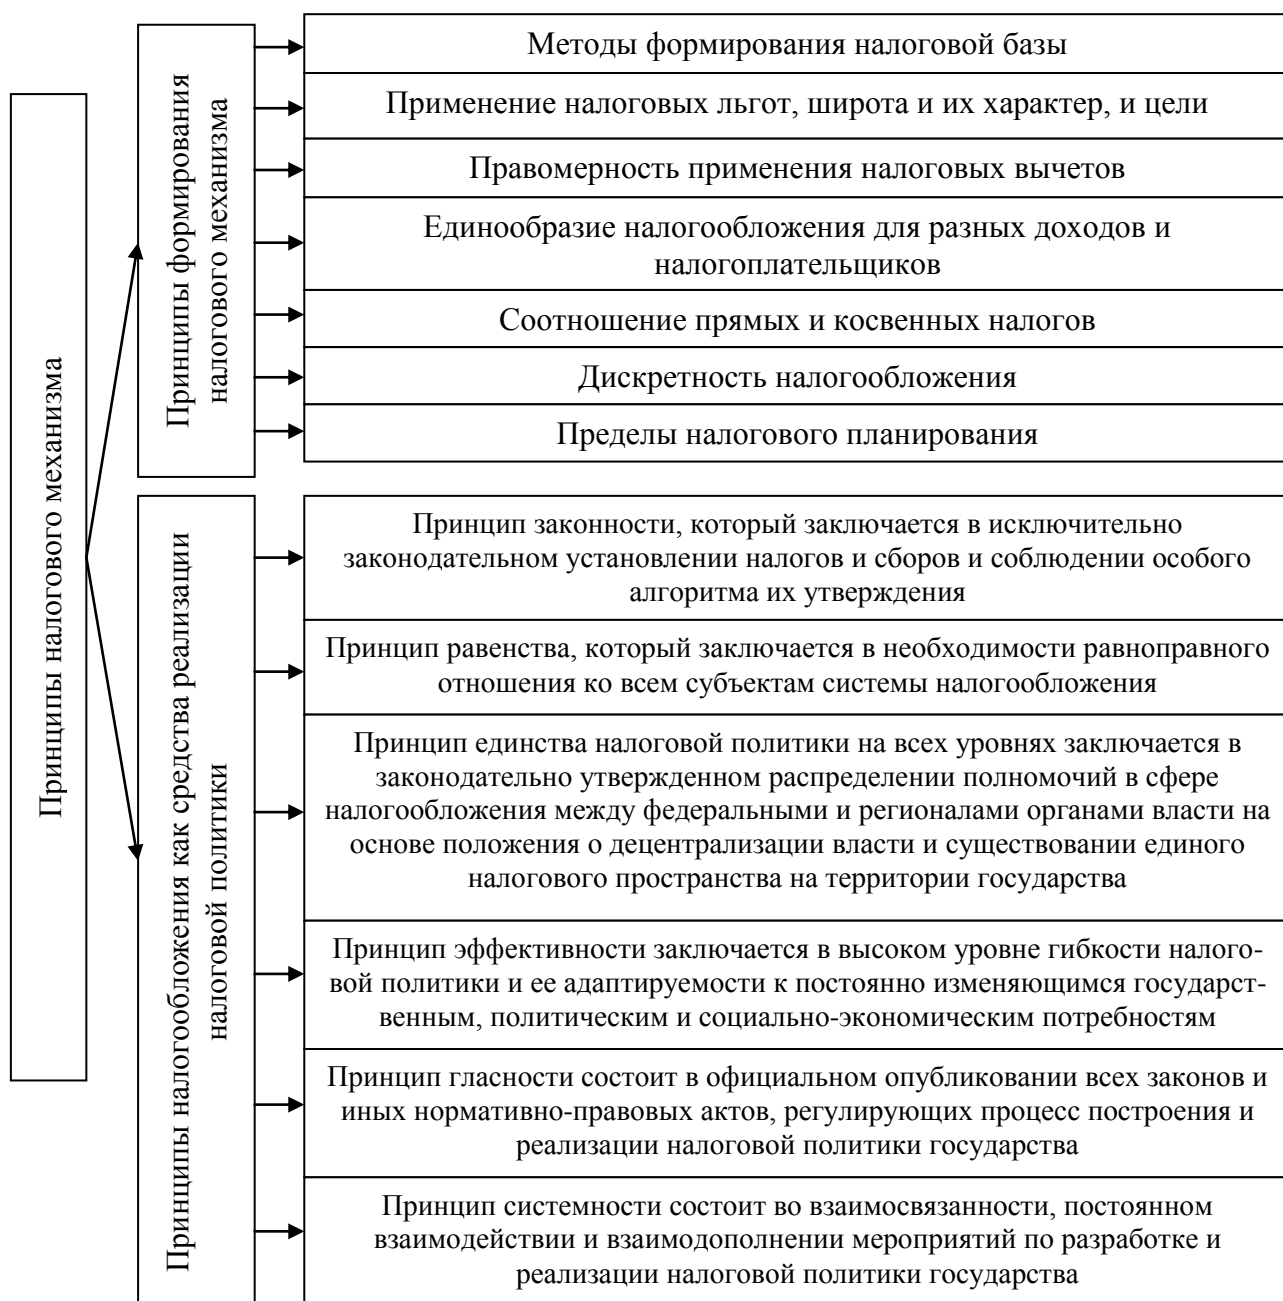 Принципы налогового механизма
Принципы формирования
налогового механизма
Методы формирования налоговой базы
Применение налоговых льгот, широта и их характер, и цели
Правомерность применения налоговых вычетов
Единообразие налогообложения для разных доходов и
налогоплательщиков
Соотношение прямых и косвенных налогов
Дискретность налогообложения
Пределы налогового планирования
Принципы налогообложения как средства реализации
налоговой политики
Принцип законности, который заключается в исключительно
законодательном установлении налогов и сборов и соблюдении особого
алгоритма их утверждения
Принцип равенства, который заключается в необходимости равноправного
отношения ко всем субъектам системы налогообложения
Принцип единства налоговой политики на всех уровнях заключается в
законодательно утвержденном распределении полномочий в сфере
налогообложения между федеральными и регионалами органами власти на
основе положения о децентрализации власти и существовании единого
налогового пространства на территории государства
Принцип эффективности заключается в высоком уровне гибкости налого-
вой политики и ее адаптируемости к постоянно изменяющимся государст-
венным, политическим и социально-экономическим потребностям
Принцип гласности состоит в официальном опубликовании всех законов и
иных нормативно-правовых актов, регулирующих процесс построения и
реализации налоговой политики государства
Принцип системности состоит во взаимосвязанности, постоянном
взаимодействии и взаимодополнении мероприятий по разработке и
реализации налоговой политики государства